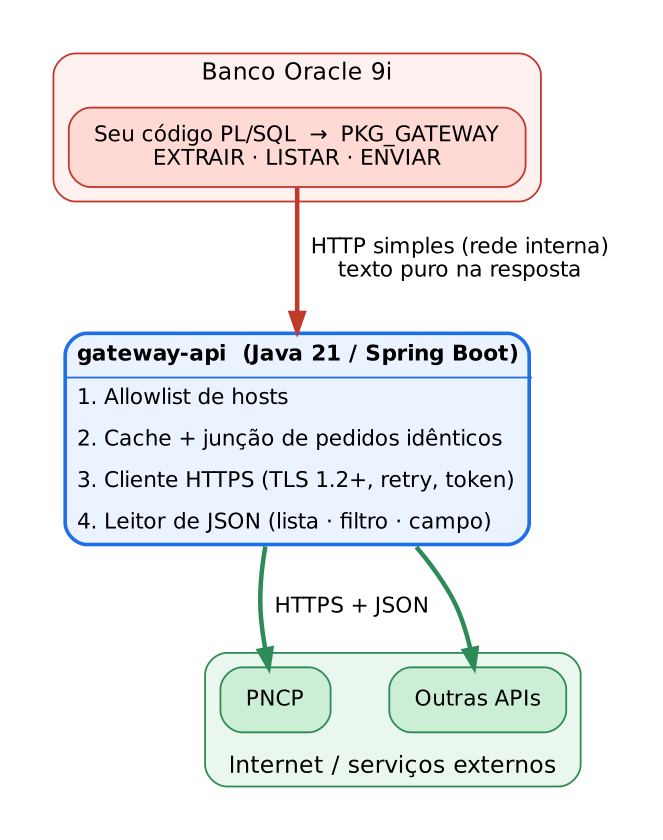 Banco Oracle 9i
Seu código PL/SQL → PKG_GATEWAY
EXTRAIR · LISTAR · ENVIAR
HTTP simples (rede interna)
texto puro na resposta
gateway-api (Java 21 / Spring Boot)
1. Allowlist de hosts
2. Cache + junção de pedidos idênticos
3. Cliente HTTPS (TLS 1.2+, retry, token)
4. Leitor de JSON (lista · filtro · campo)
HTTPS + JSON
PNCP
Outras APIs
Internet / serviços externos